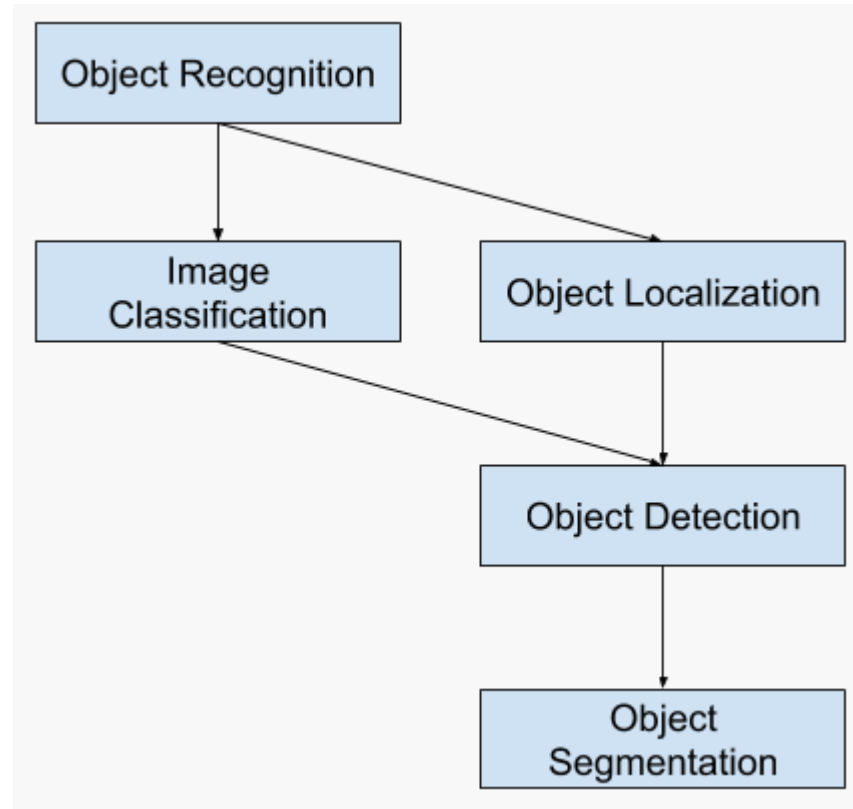 Object Recognition
Image
Classification
Object Localization
Object Detection
Object
Segmentation